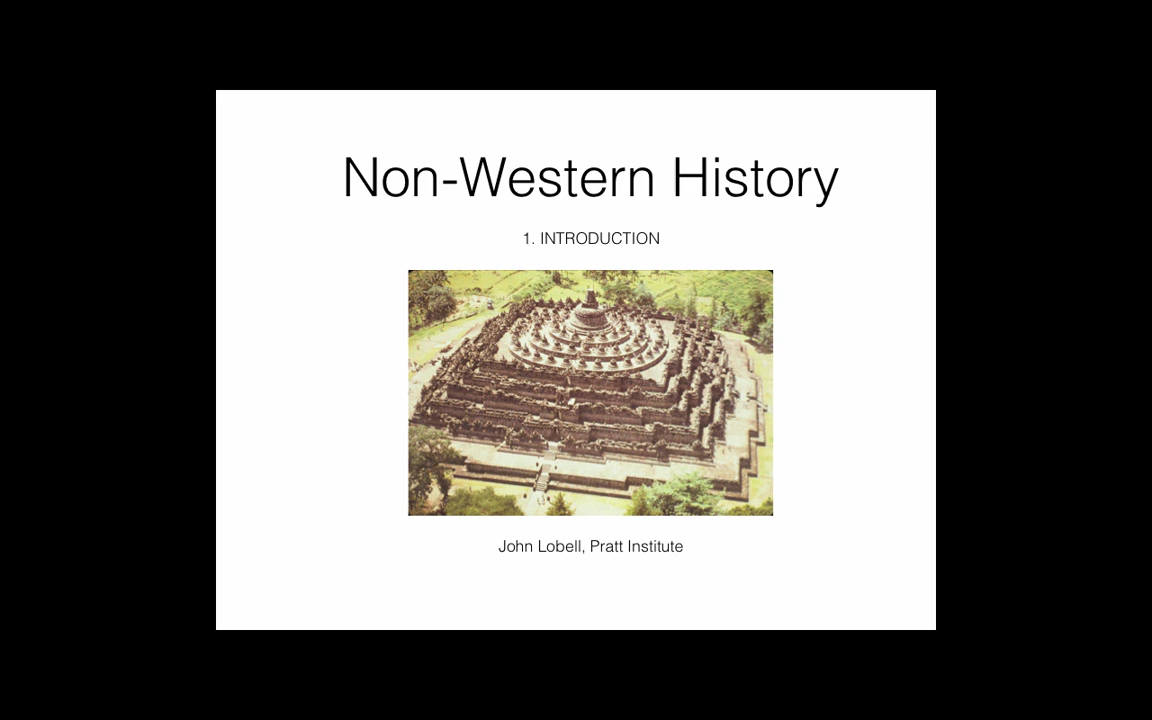 Non-Western History
1. INTRODUCTION
John Lobell, Pratt Institute